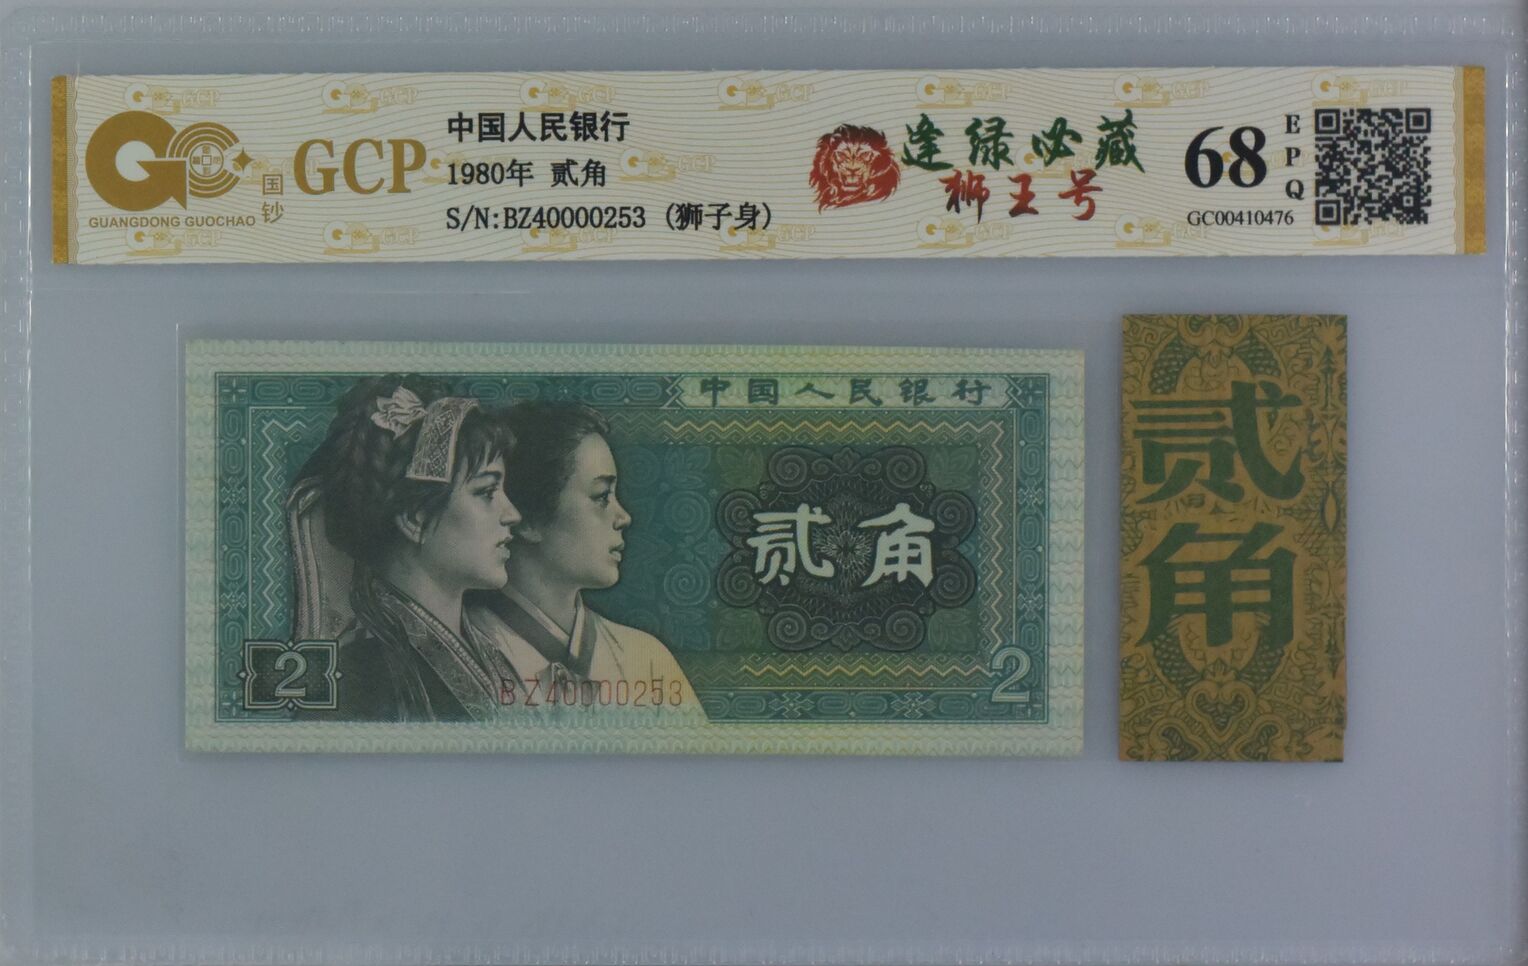 GCP
国钞
GUANGDONG GUOCHAO
中国人民银行
1980年 贰角
S/N:BZ40000253 (狮子身)
逢绿必藏
狮王号
68
EPQ
GC00410476
中国人民银行
贰角
2
BZ40000253
2
贰角